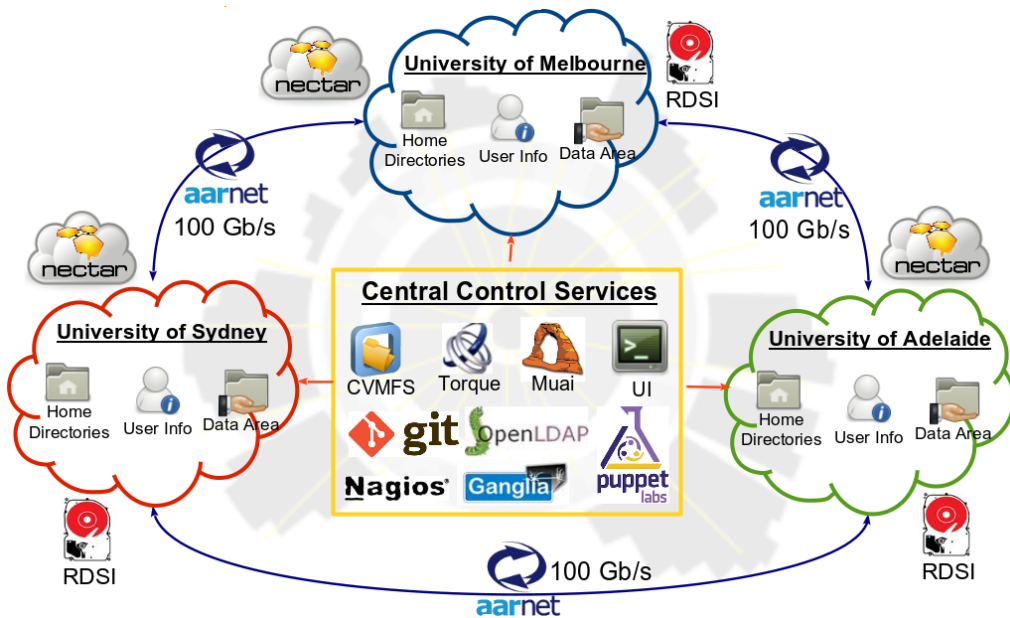 University of Melbourne
nectar
RDSI
Home
Directories
User Info
Data Area
aarnet
100 Gb/s
aarnet
100 Gb/s
nectar
nectar
Central Control Services
CVMFS
Torque
Muai
UI
git
OpenLDAP
Nagios®
Ganglia
puppet
labs
University of Sydney
Home
Directories
User Info
Data Area
RDSI
University of Adelaide
Home
Directories
User Info
Data Area
RDSI
100 Gb/s
aarnet